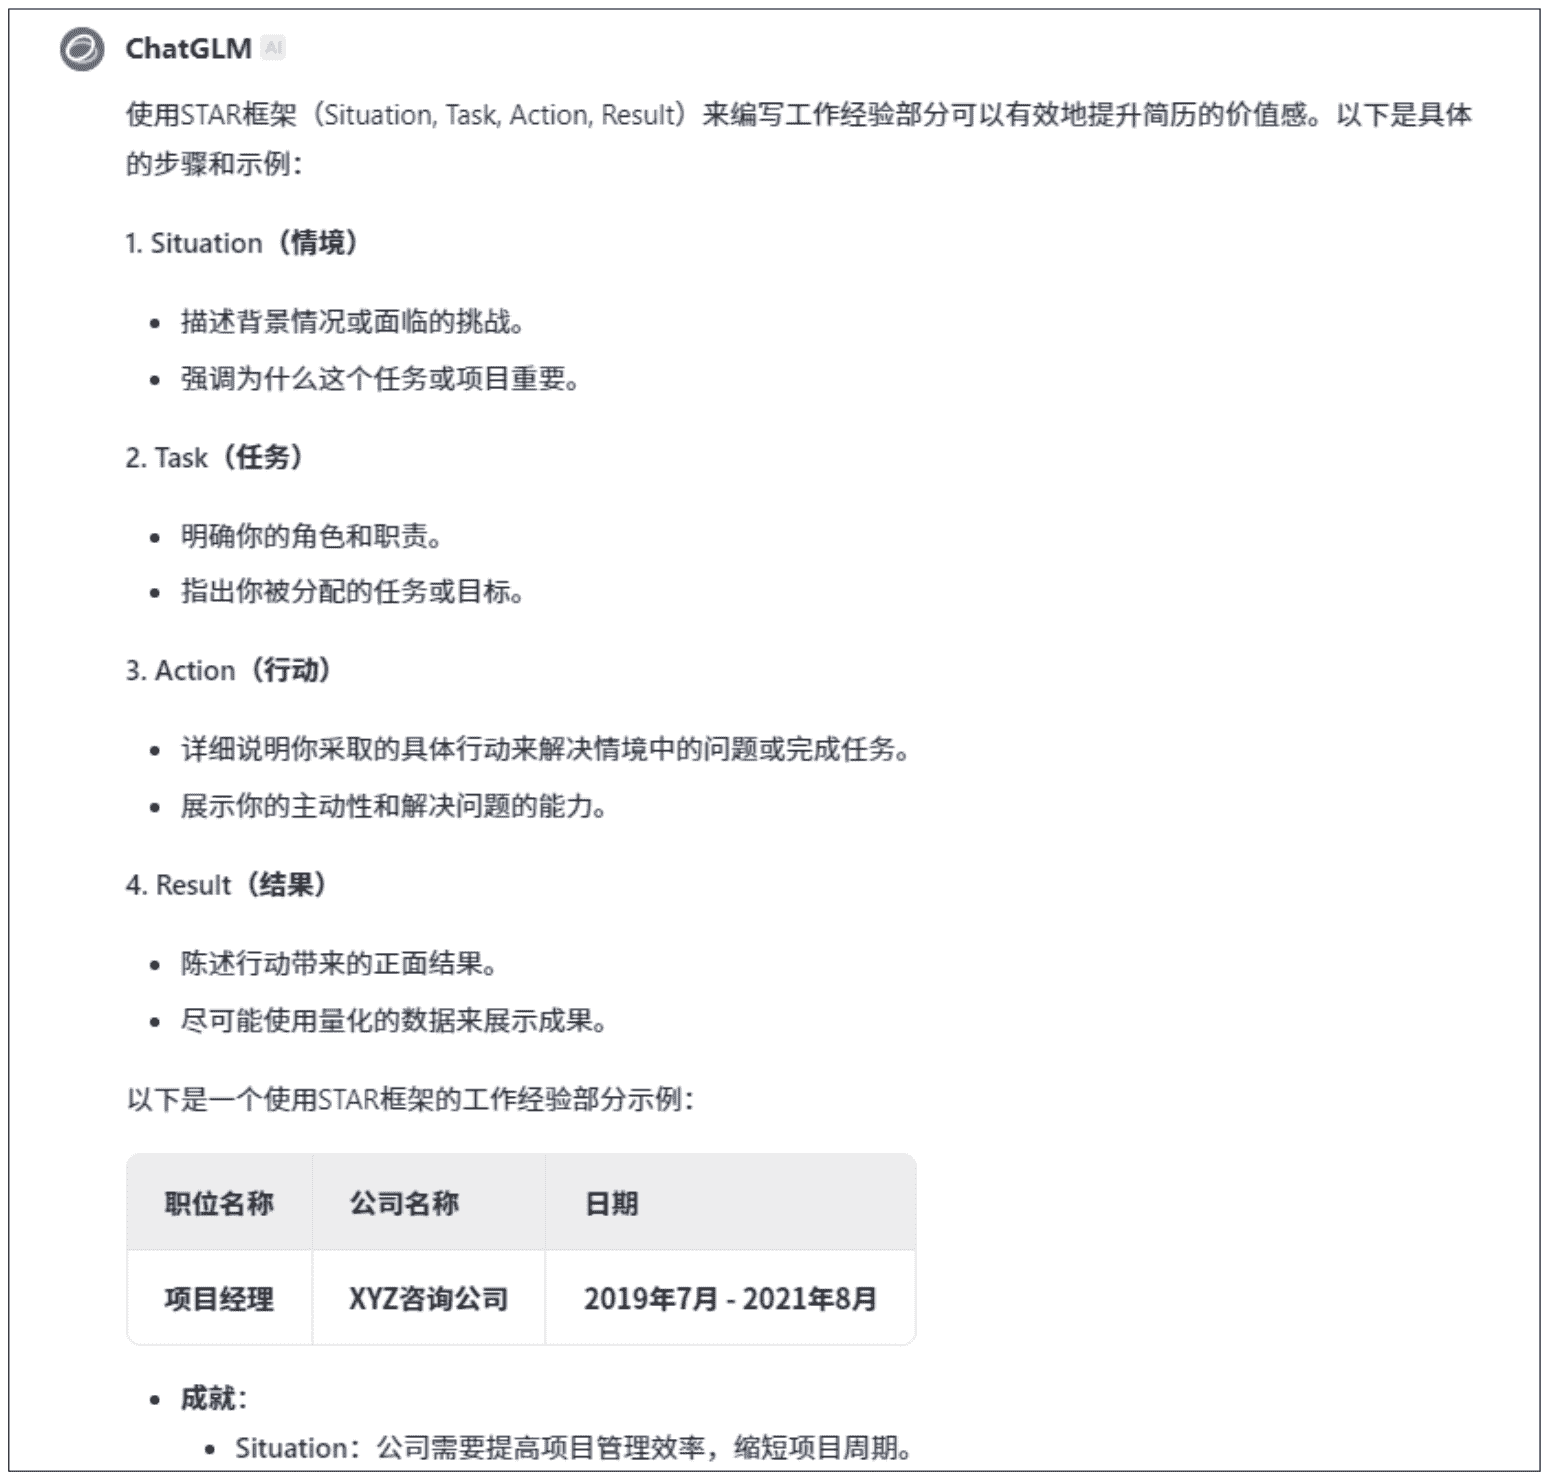 ChatGLM AI
使用STAR框架（Situation, Task, Action, Result）来编写工作经验部分可以有效地提升简历的价值感。以下是具体
的步骤和示例：
1. Situation（情境）
• 描述背景情况或面临的挑战。
• 强调为什么这个任务或项目重要。
2. Task（任务）
• 明确你的角色和职责。
• 指出你被分配的任务或目标。
3. Action（行动）
• 详细说明你采取的具体行动来解决情境中的问题或完成任务。
• 展示你的主动性和解决问题的能力。
4. Result（结果）
• 陈述行动带来的正面结果。
• 尽可能使用量化的数据来展示成果。
以下是一个使用STAR框架的工作经验部分示例：
职位名称 公司名称 日期
项目经理 XYZ咨询公司 2019年7月 - 2021年8月
• 成就：
• Situation：公司需要提高项目管理效率，缩短项目周期。